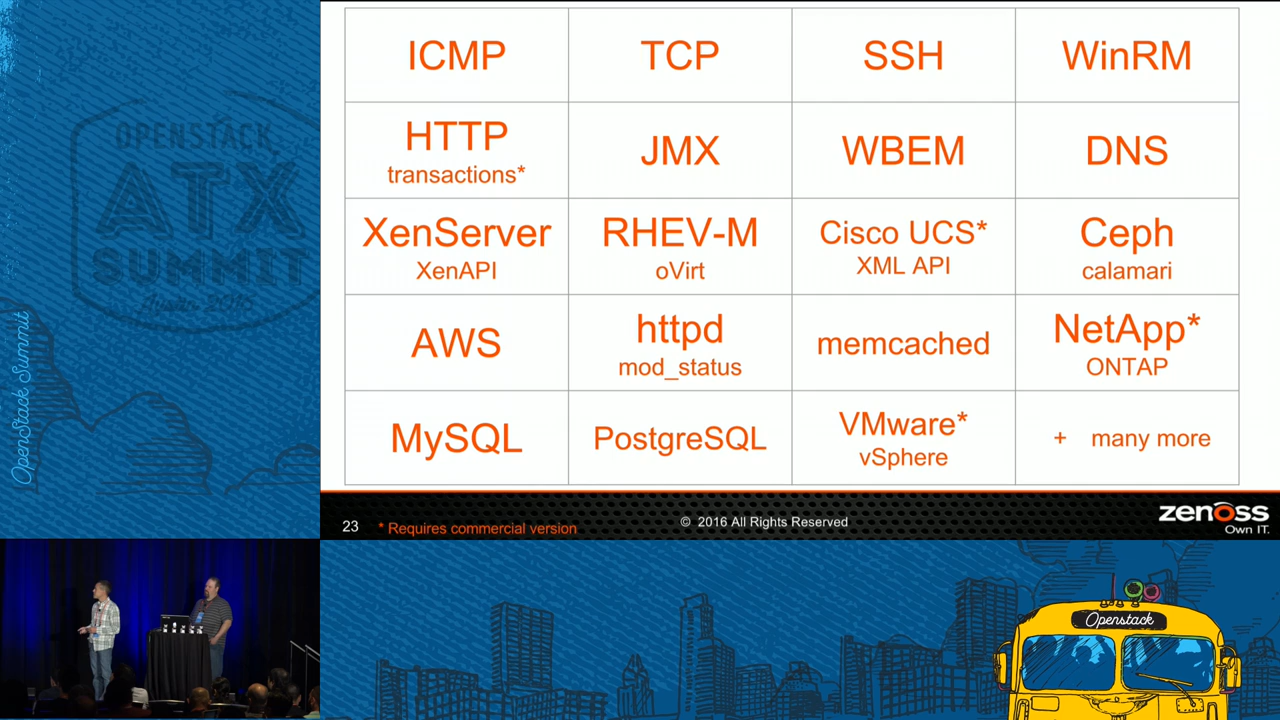 ICMP
TCP
SSH
WinRM
HTTP
transactions*
JMX
WBEM
DNS
XenServer
XenAPI
RHEV-M
oVirt
Cisco UCS*
XML API
Ceph
calamari
AWS
httpd
mod_status
memcached
NetApp*
ONTAP
MySQL
PostgreSQL
VMware*
vSphere
+ many more
23
* Requires commercial version
© 2016 All Rights Reserved
zenoss
Own IT.
OPENSTACK
ATX
SUMMIT
Austin 2016
OpenStack Summit
Openstack